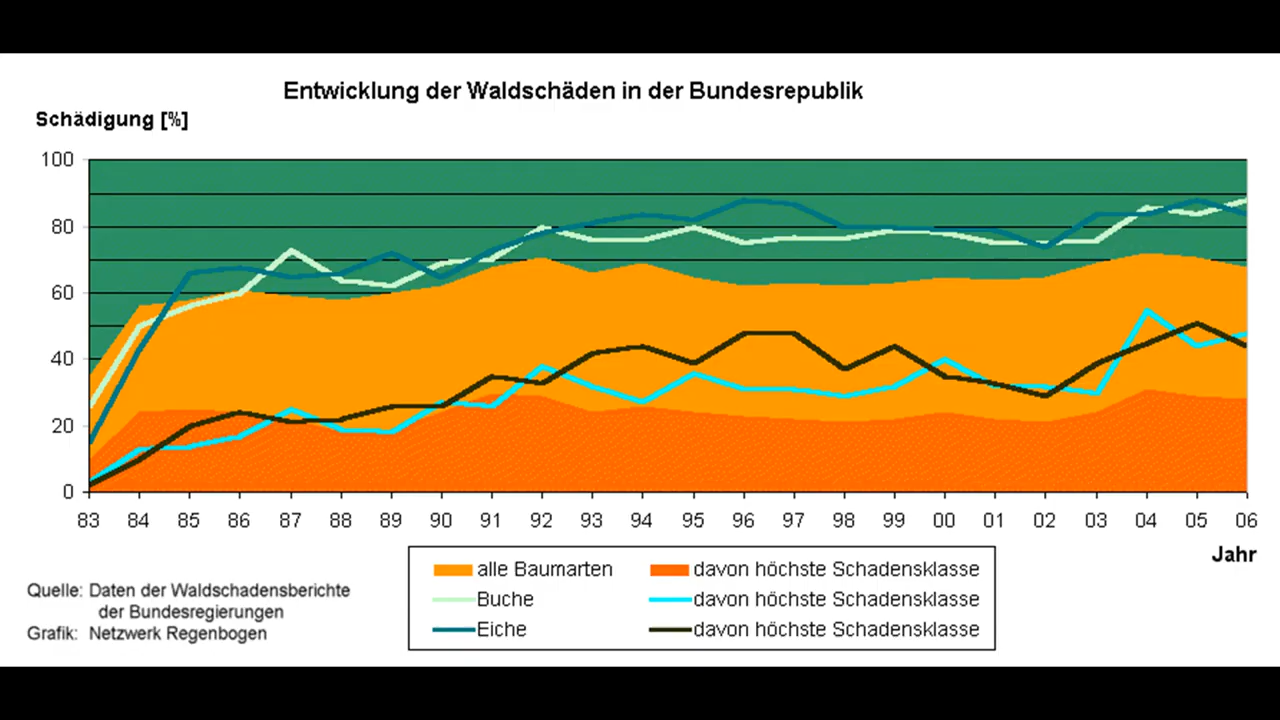 Entwicklung der Waldschäden in der Bundesrepublik
Schädigung [%]
100
80
60
40
20
0
83 84 85 86 87 88 89 90 91 92 93 94 95 96 97 98 99 00 01 02 03 04 05 06
Jahr
alle Baumarten davon höchste Schadensklasse
Buche davon höchste Schadensklasse
Eiche davon höchste Schadensklasse
Quelle: Daten der Waldschadensberichte
der Bundesregierungen
Grafik: Netzwerk Regenbogen